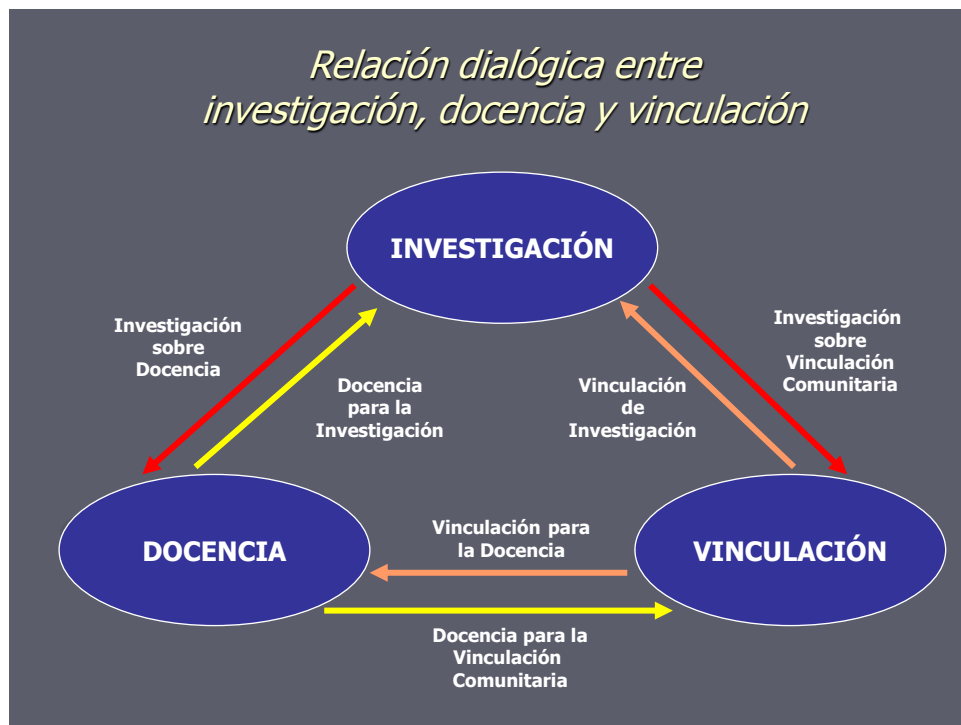 Relación dialógica entre
investigación, docencia y vinculación
INVESTIGACIÓN
Investigación
sobre
Docencia
Docencia
para la
Investigación
Vinculación
de
Investigación
Investigación
sobre
Vinculación
Comunitaria
DOCENCIA
Vinculación para
la Docencia
VINCULACIÓN
Docencia para la
Vinculación
Comunitaria